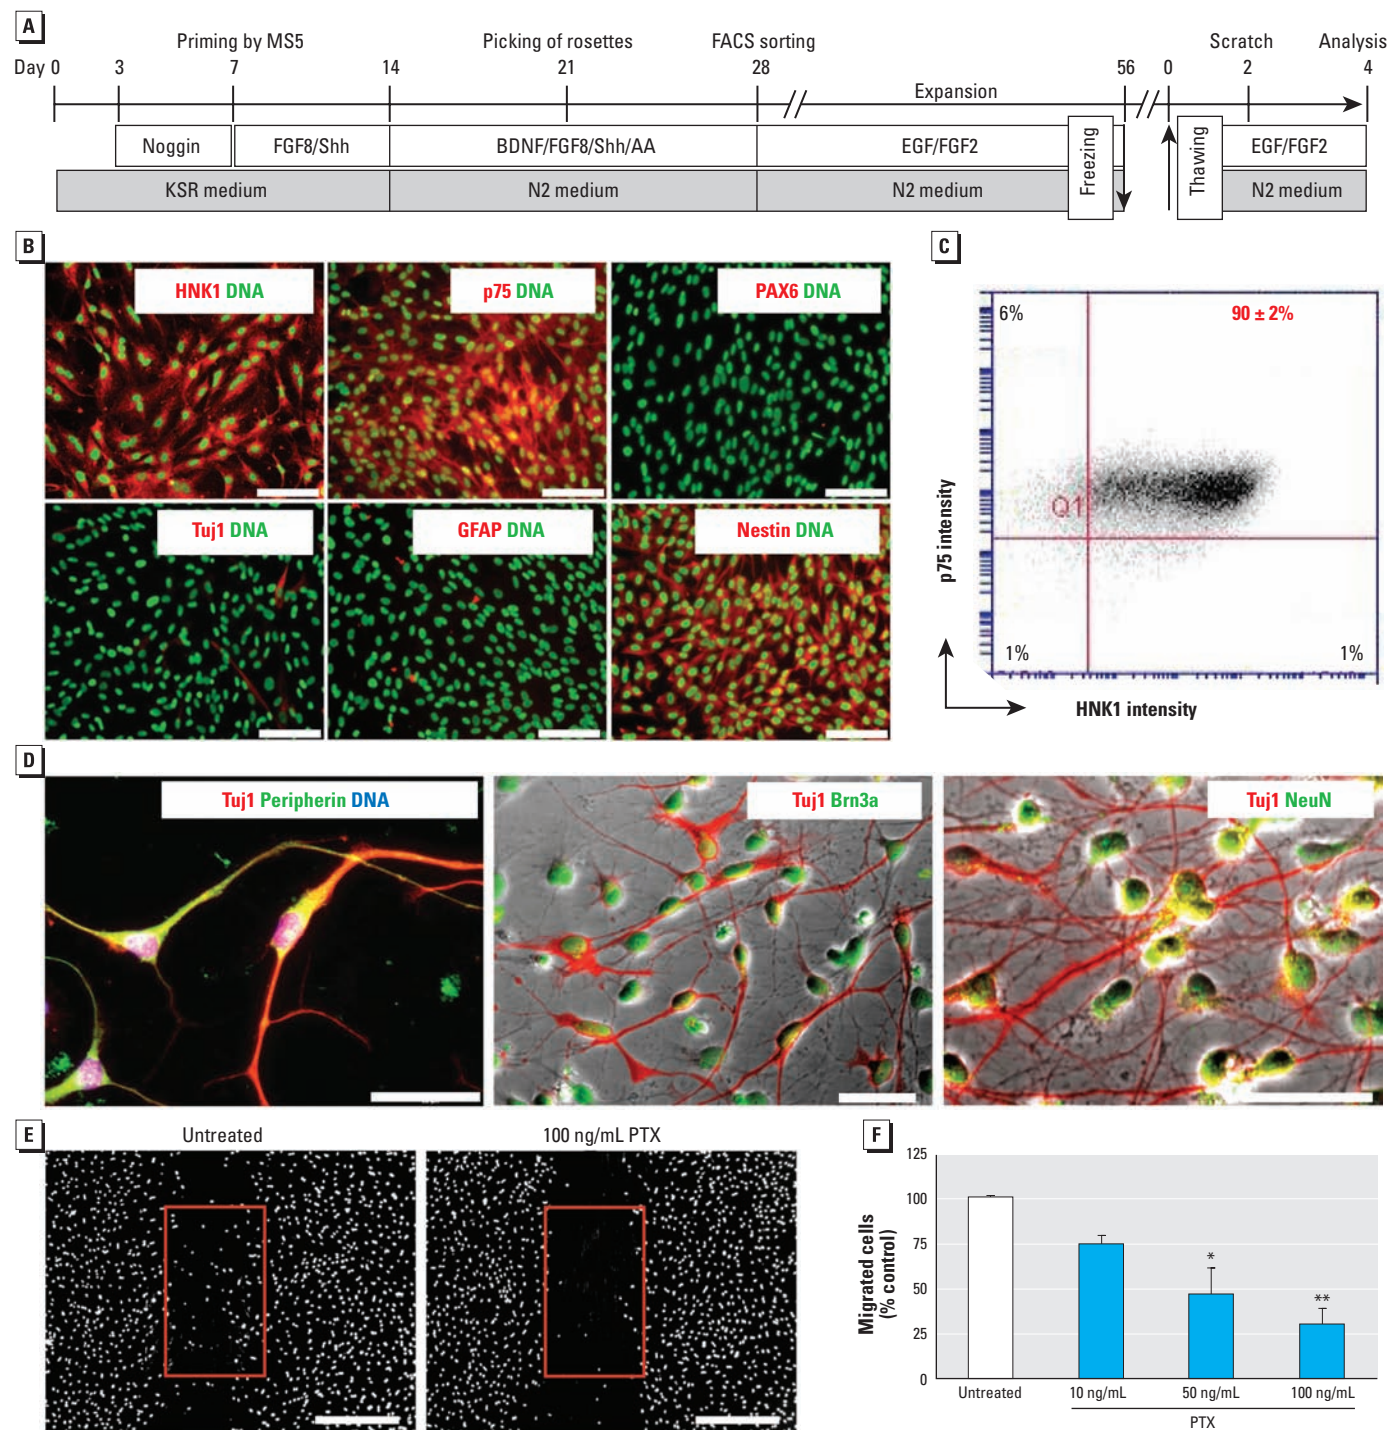 A
Priming by MS5 Picking of rosettes FACS sorting Scratch Analysis
Day 0 3 7 14 21 28 56 0 2 4
Expansion
Noggin FGF8/Shh BDNF/FGF8/Shh/AA EGF/FGF2 Freezing Thawing EGF/FGF2
KSR medium N2 medium N2 medium N2 medium
B
HNK1 DNA p75 DNA PAX6 DNA
Tuj1 DNA GFAP DNA Nestin DNA
C
6% 90 ± 2%
Q1
1% 1%
p75 intensity
HNK1 intensity
D
Tuj1 Peripherin DNA Tuj1 Brn3a Tuj1 NeuN
E
Untreated 100 ng/mL PTX
F
Migrated cells
(% control)
125
100
75
50
25
0
* **
Untreated 10 ng/mL 50 ng/mL 100 ng/mL
PTX